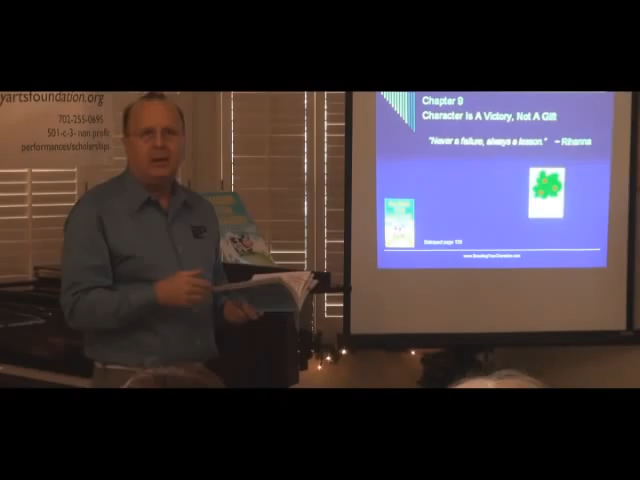 yartsfoundation.org
702-255-0695
501-c-3- non profit
performances/scholarships
Chapter 9
Character Is A Victory, Not A Gift
"Never a failure, always a lesson." ~ Rihanna